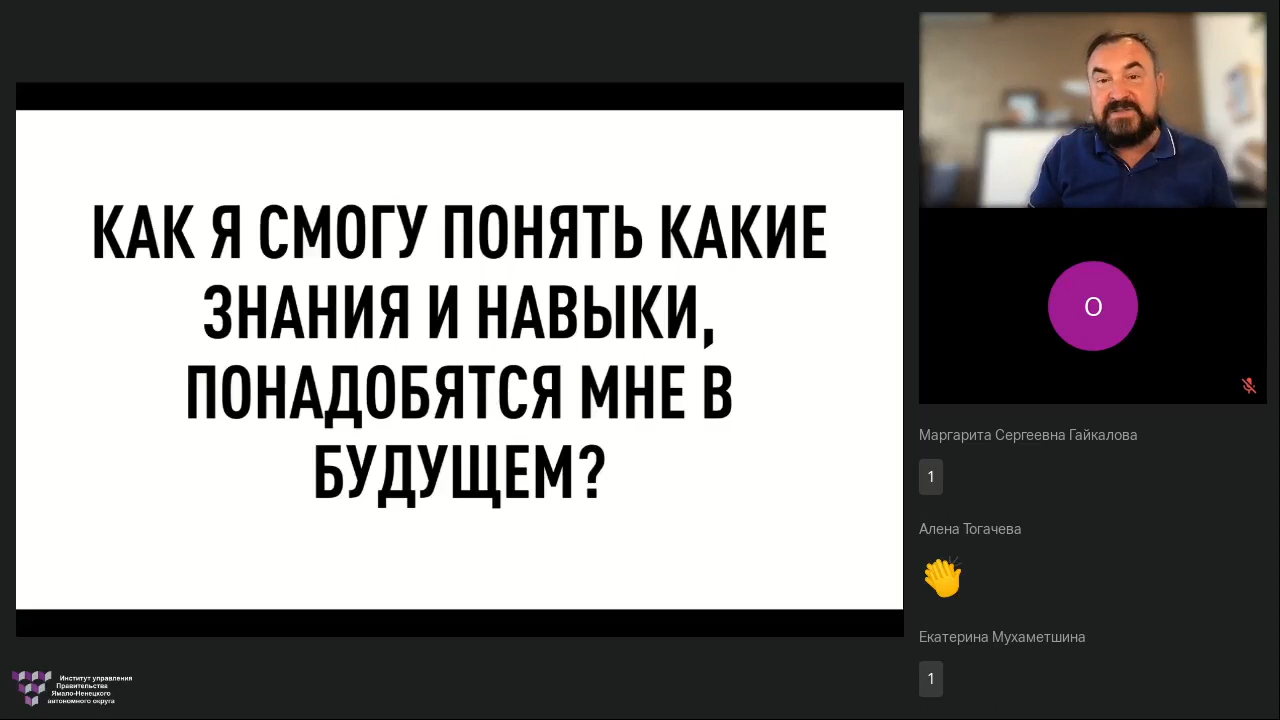 КАК Я СМОГУ ПОНЯТЬ КАКИЕ
ЗНАНИЯ И НАВЫКИ,
ПОНАДОБЯТСЯ МНЕ В
БУДУЩЕМ?
О
Маргарита Сергеевна Гайкалова
1
Алена Тогачева
Екатерина Мухаметшина
1
Институт управления
Правительства
Ямало-Ненецкого
автономного округа